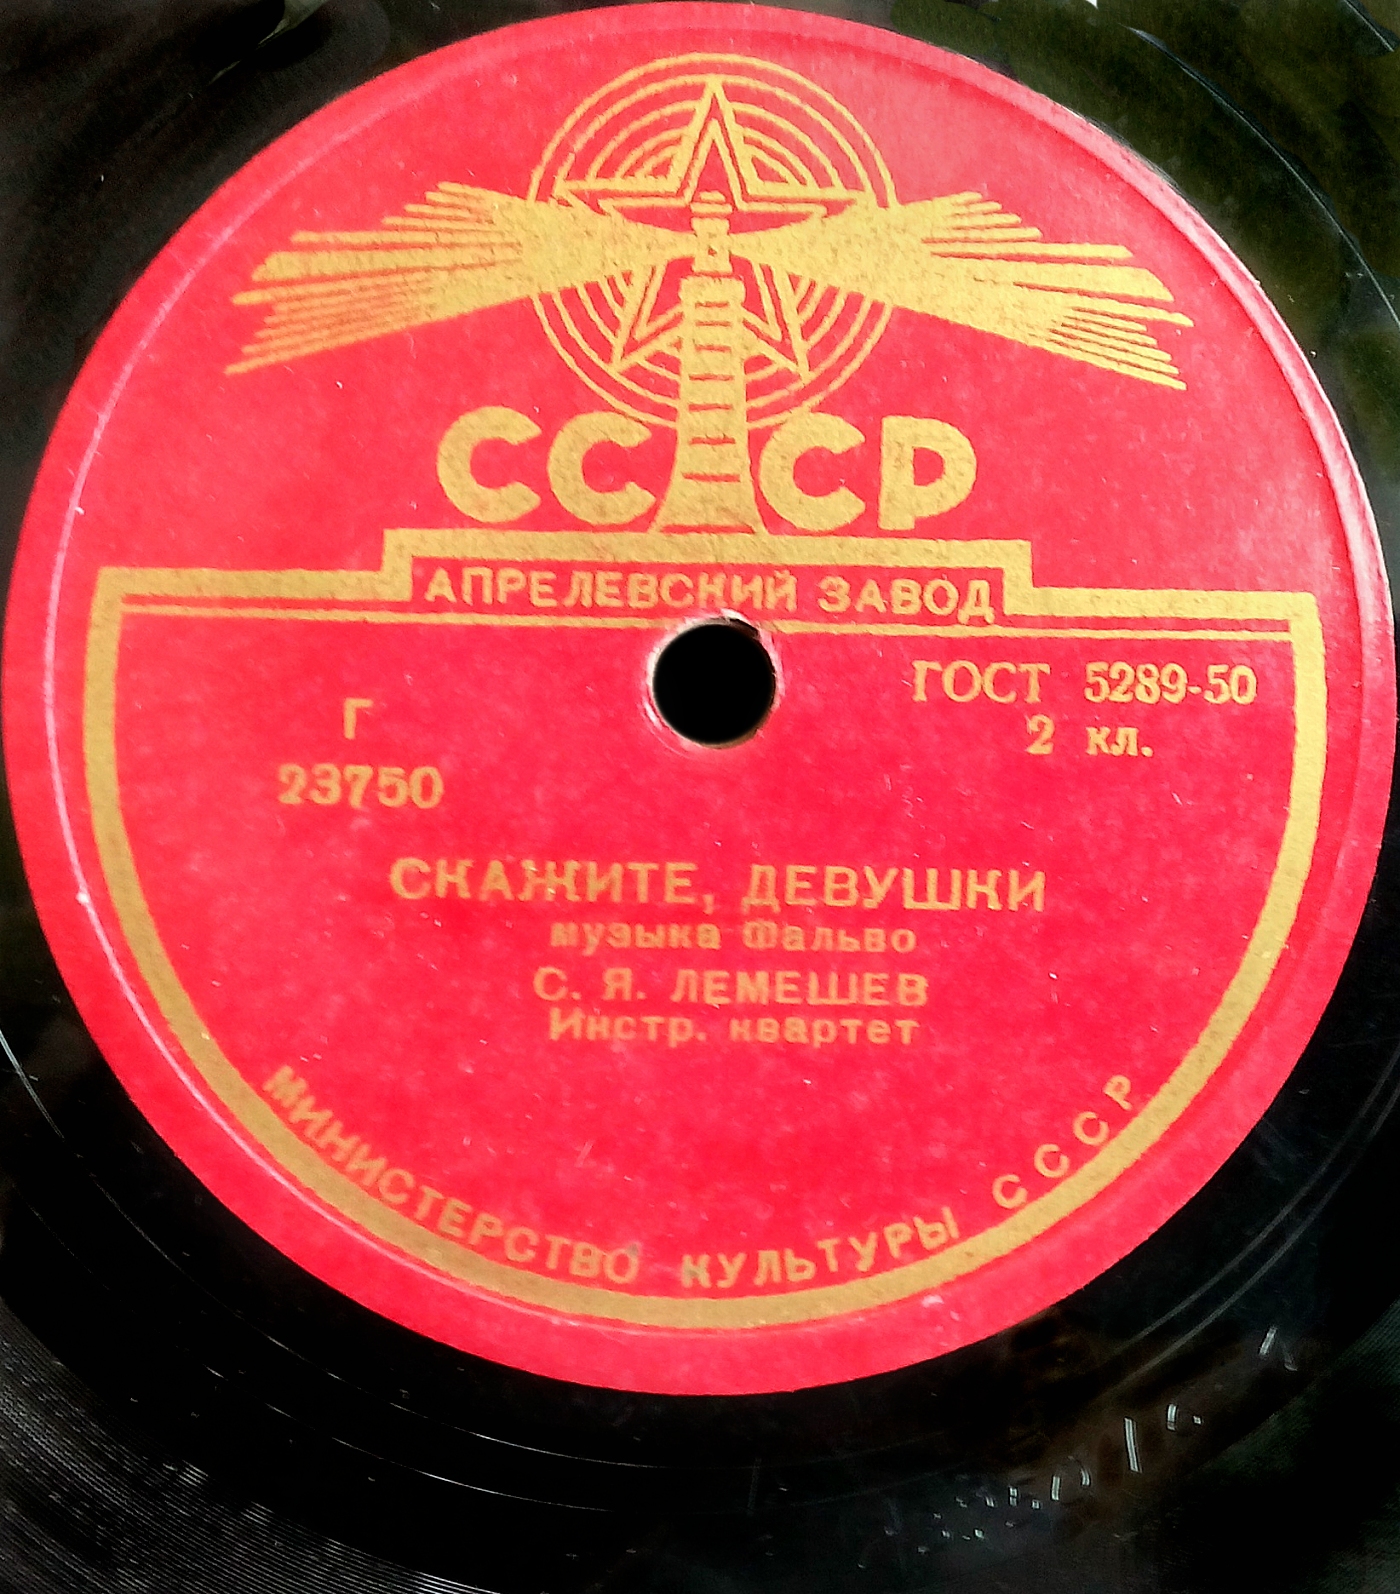 СССР
АПРЕЛЕВСКИЙ ЗАВОД
ГОСТ 5289-50
2 кл.
Г
23750
СКАЖИТЕ, ДЕВУШКИ
музыка Фальво
С. Я. ЛЕМЕШЕВ
Инстр. квартет
МИНИСТЕРСТВО КУЛЬТУРЫ СССР